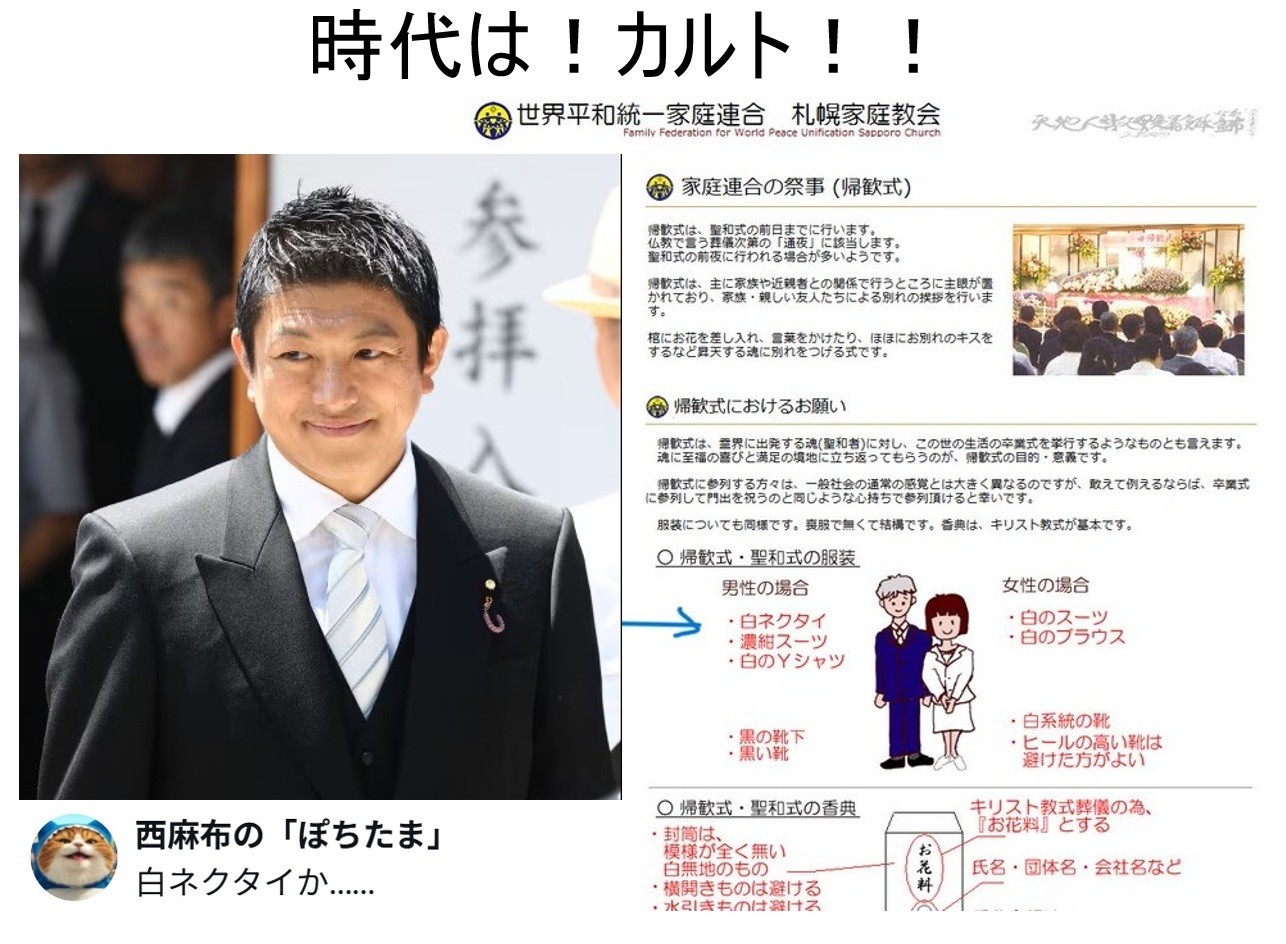 時代は！カルト！！
世界平和統一家庭連合　札幌家庭教会
Family Federation for World Peace Unification Sapporo Church
参拝入
西麻布の「ぽちたま」
白ネクタイか……
家庭連合の祭事 (帰歓式)
帰歓式は、聖和式の前日までに行います。
仏教で言う葬儀次第の「通夜」に該当します。
聖和式の前夜に行われる場合が多いようです。
帰歓式は、主に家族や近親者との関係で行うところに主眼が置
かれており、家族・親しい友人たちによる別れの挨拶を行いま
す。
棺にお花を差し入れ、言葉をかけたり、ほほにお別れのキスを
するなど昇天する魂に別れをつげる式です。
帰歓式におけるお願い
帰歓式は、霊界に出発する魂(聖和者)に対し、この世の生活の卒業式を挙行するようなものとも言えます。
魂に至福の喜びと満足の境地に立ち返ってもらうのが、帰歓式の目的・意義です。
帰歓式に参列する方々は、一般社会の通常の感覚とは大きく異なるのですが、敢えて例えるならば、卒業式
に参列して門出を祝うのと同じような心持ちで参列頂けると幸いです。
服装についても同様です。喪服で無くて結構です。香典は、キリスト教式が基本です。
○ 帰歓式・聖和式の服装
男性の場合
・白ネクタイ
・濃紺スーツ
・白のＹシャツ
・黒の靴下
・黒い靴
女性の場合
・白のスーツ
・白のブラウス
・白系統の靴
・ヒールの高い靴は
避けた方がよい
○ 帰歓式・聖和式の香典
・封筒は、
模様が全く無い
白無地のもの
・横開きものは避ける
・水引きものは避ける
お花料
キリスト教式葬儀の為、
『お花料』とする
氏名・団体名・会社名など